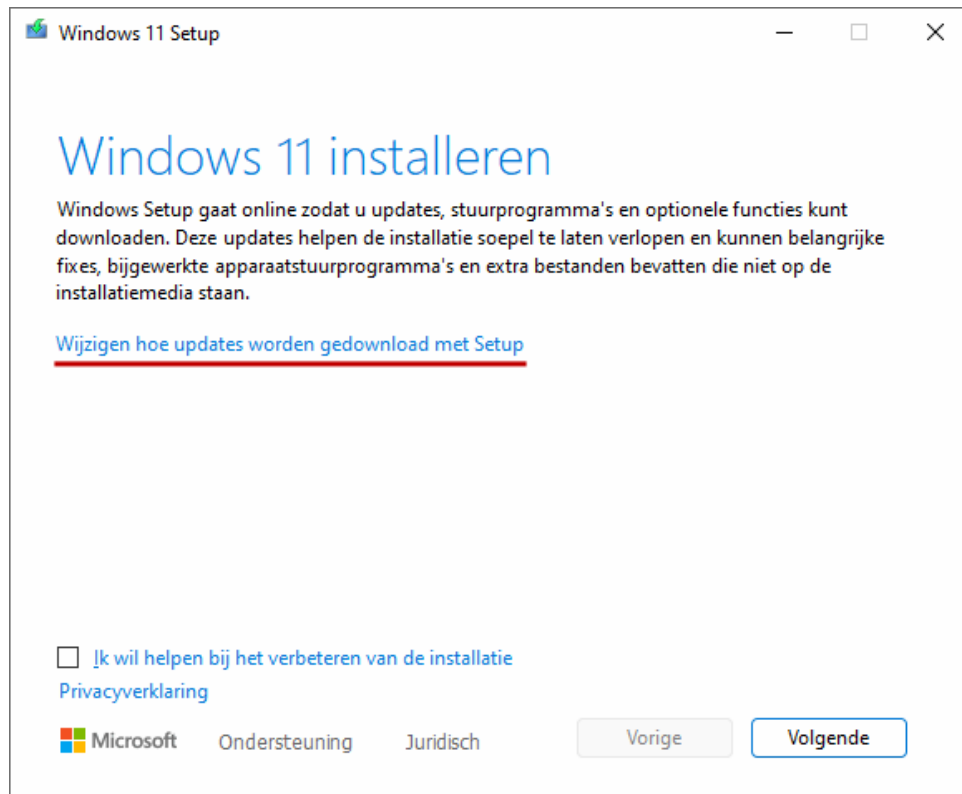 Windows 11 Setup
Windows 11 installeren
Windows Setup gaat online zodat u updates, stuurprogramma's en optionele functies kunt
downloaden. Deze updates helpen de installatie soepel te laten verlopen en kunnen belangrijke
fixes, bijgewerkte apparaatstuurprogramma's en extra bestanden bevatten die niet op de
installatiemedia staan.
Wijzigen hoe updates worden gedownload met Setup
Ik wil helpen bij het verbeteren van de installatie
Privacyverklaring
Microsoft Ondersteuning Juridisch Vorige Volgende